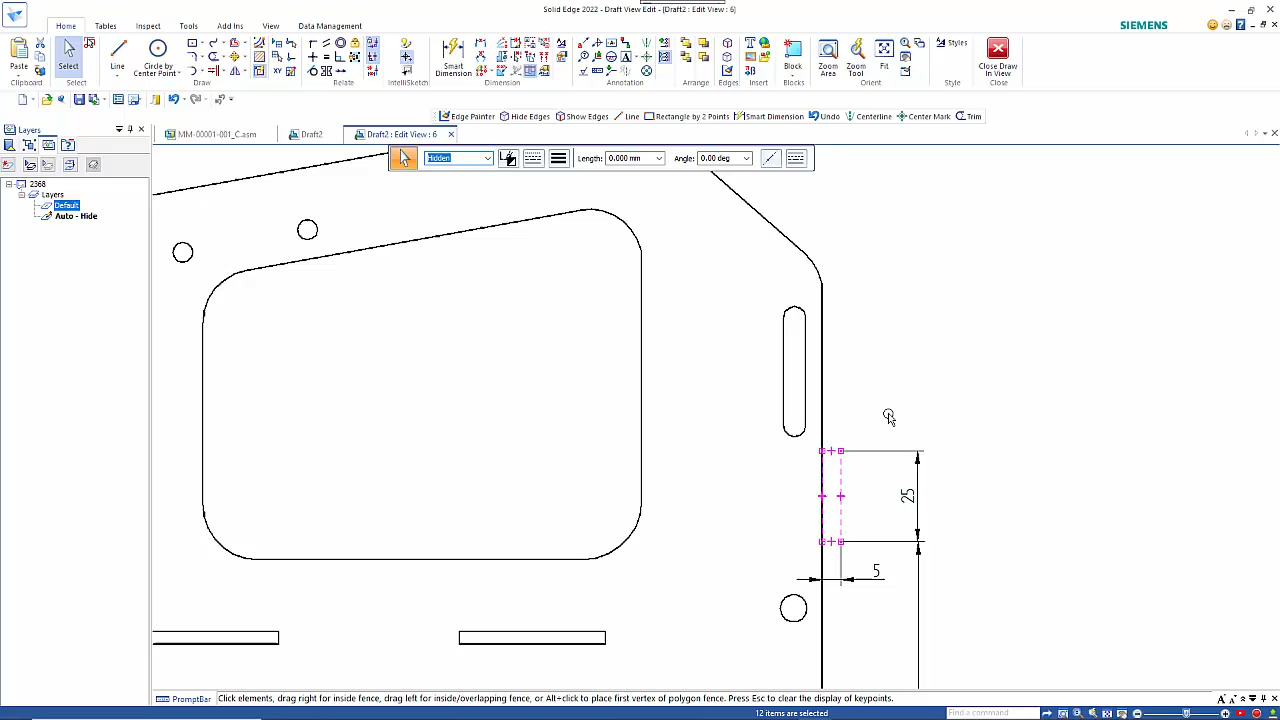 Solid Edge 2022 - Draft View Edit - [Draft2 : Edit View : 6]
Home Tables Inspect Sketching Tools Add Ins View Data Management
SIEMENS
Paste
Select
Line
Circle by Center Point
Smart Dimension
Zoom Area
Zoom Tool
Fit
Block
Styles
Close Draw In View
Clipboard Select Draw Relate IntelliSketch Dimension Annotation Arrange Edges Insert Blocks Orient Style Close
Edge Painter Hide Edges Show Edges Line Rectangle by 2 Points Smart Dimension Undo Centerline Center Mark Trim
Layers
MM-00001-001_C.asm Draft2 Draft2 : Edit View : 6
Hidden Length: 0.000 mm Angle: 0.00 deg
2368
Layers
Default
Auto - Hide
25
5
PromptBar Click elements, drag right for inside fence, drag left for inside/overlapping fence, or Alt+click to place first vertex of polygon fence. Press Esc to clear the display of keypoints.
12 items are selected
Find a command